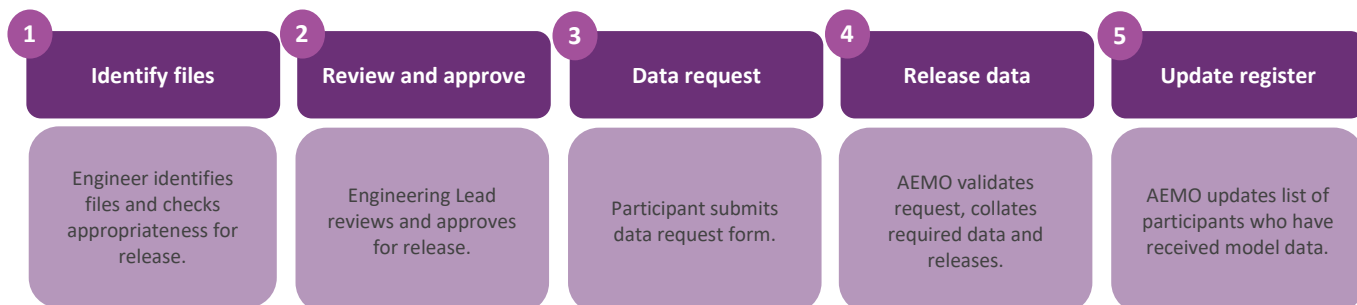 1
Identify files
Engineer identifies
files and checks
appropriateness for
release.
2
Review and approve
Engineering Lead
reviews and approves
for release.
3
Data request
Participant submits
data request form.
4
Release data
AEMO validates
request, collates
required data and
releases.
5
Update register
AEMO updates list of
participants who have
received model data.